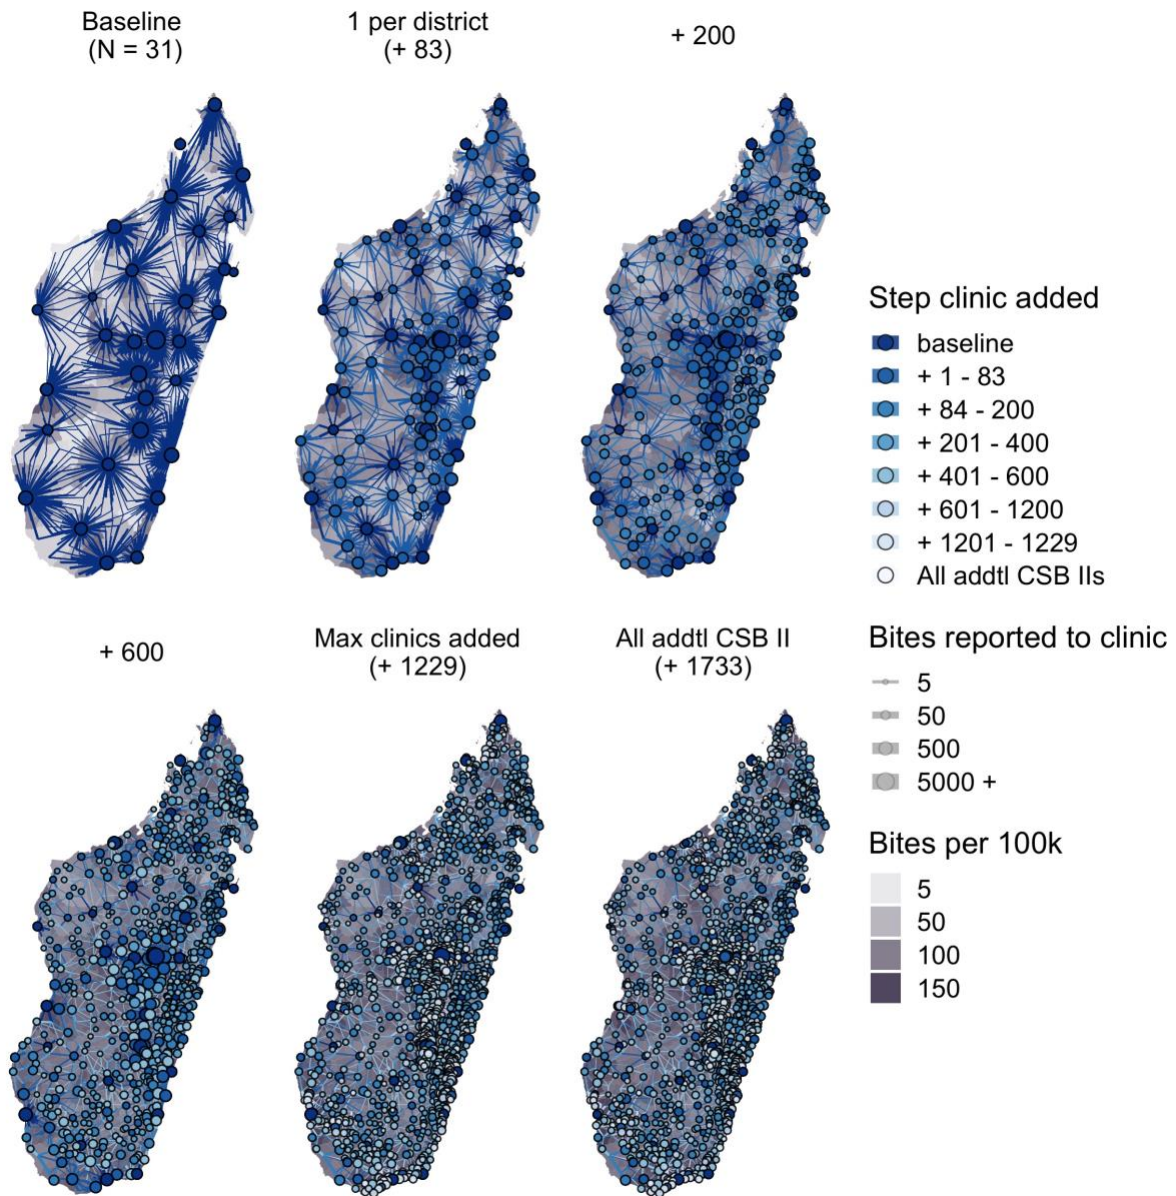 Baseline
(N = 31)
1 per district
(+ 83)
+ 200
Step clinic added
baseline
+ 1 - 83
+ 84 - 200
+ 201 - 400
+ 401 - 600
+ 601 - 1200
+ 1201 - 1229
All addtl CSB IIs
+ 600
Max clinics added
(+ 1229)
All addtl CSB II
(+ 1733)
Bites reported to clinic
5
50
500
5000 +
Bites per 100k
5
50
100
150